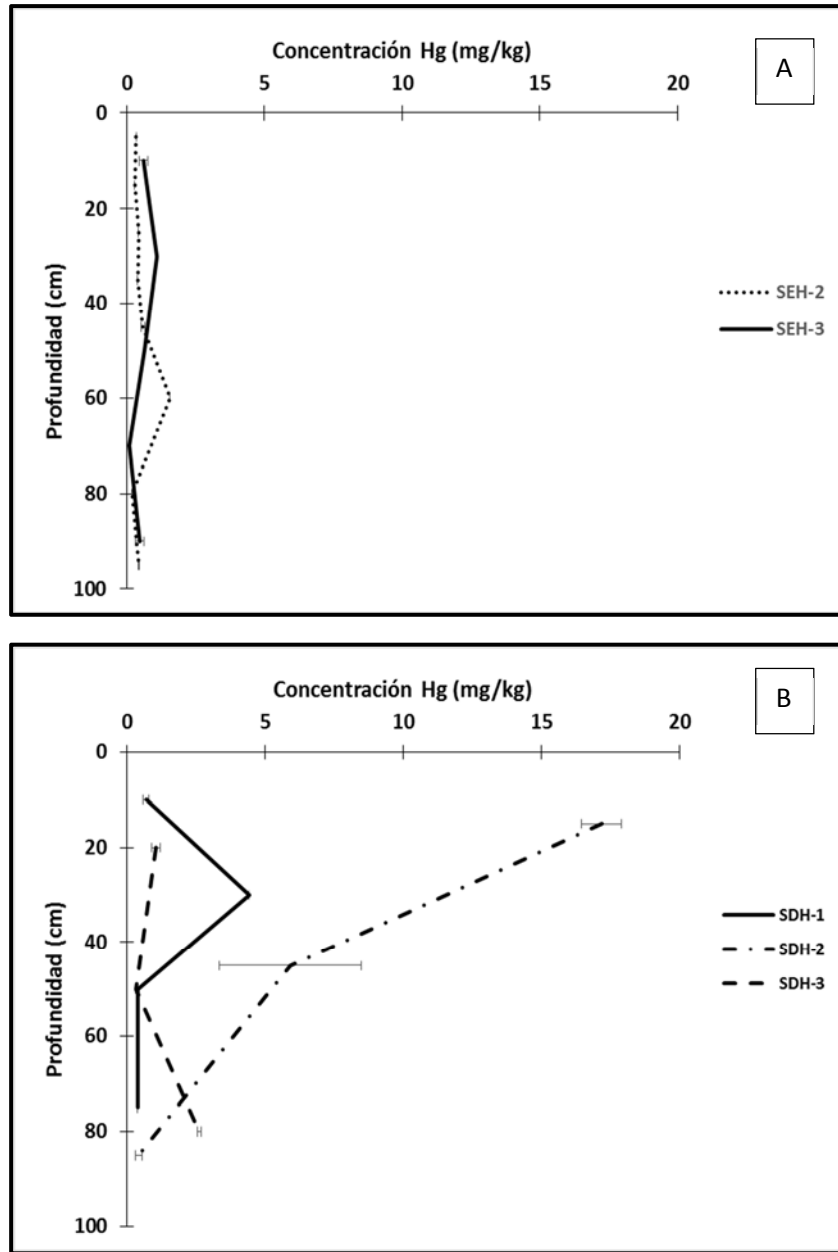 Concentración Hg (mg/kg)
A
0 5 10 15 20
0
20
40
60
80
100
Profundidad (cm)
SEH-2
SEH-3
Concentración Hg (mg/kg)
B
0 5 10 15 20
0
20
40
60
80
100
Profundidad (cm)
SDH-1
SDH-2
SDH-3